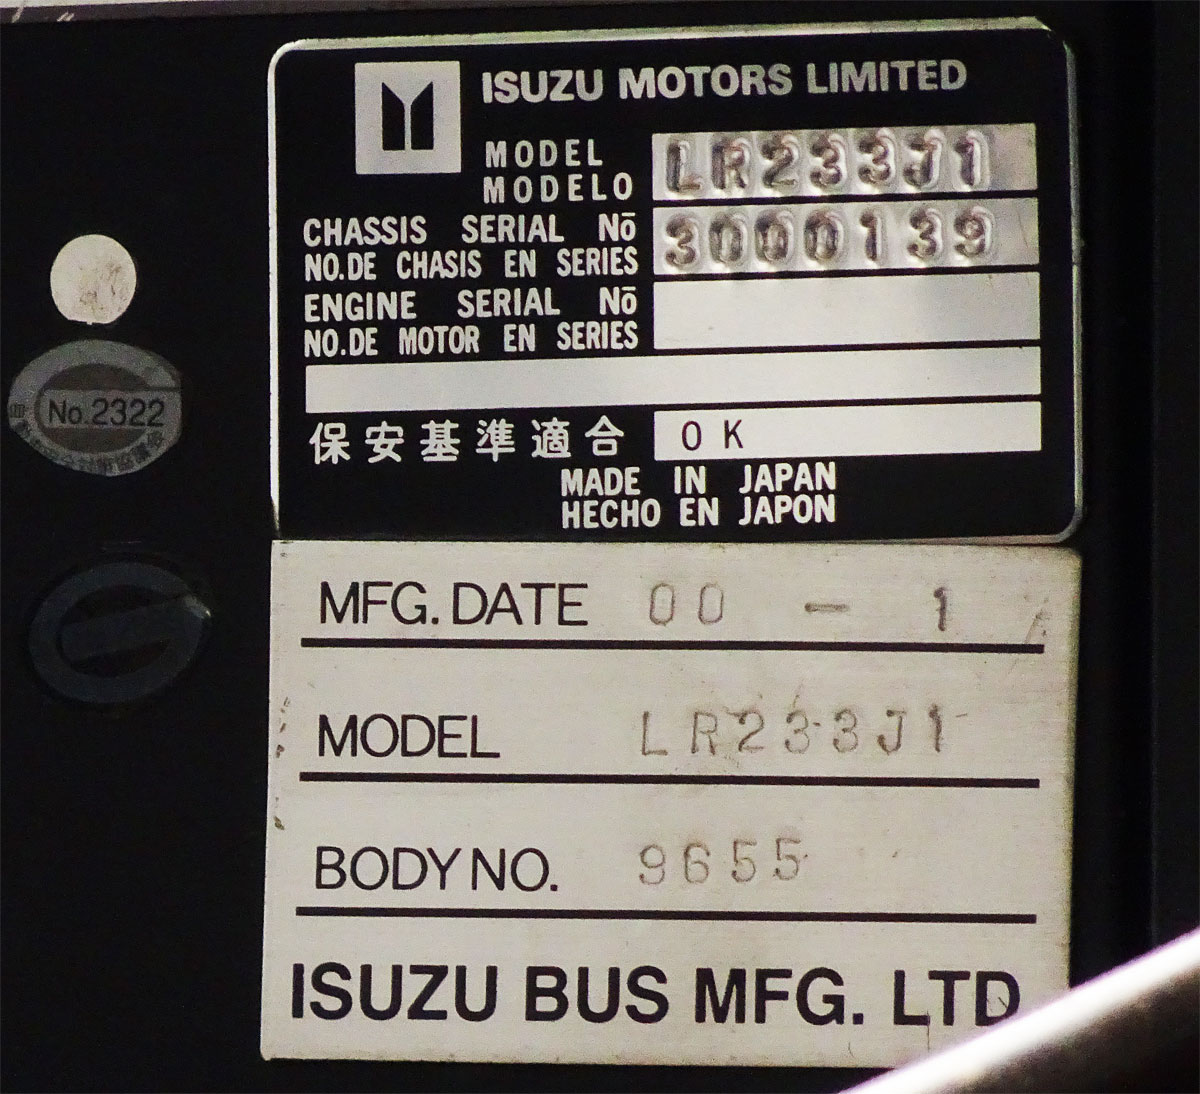 ISUZU MOTORS LIMITED
MODEL
MODELO
LR233J1
CHASSIS SERIAL Nō
NO.DE CHASIS EN SERIES
3000139
ENGINE SERIAL Nō
NO.DE MOTOR EN SERIES
保安基準適合 OK
MADE IN JAPAN
HECHO EN JAPON
No.2322
MFG. DATE 00 - 1
MODEL LR233J1
BODY NO. 9655
ISUZU BUS MFG. LTD